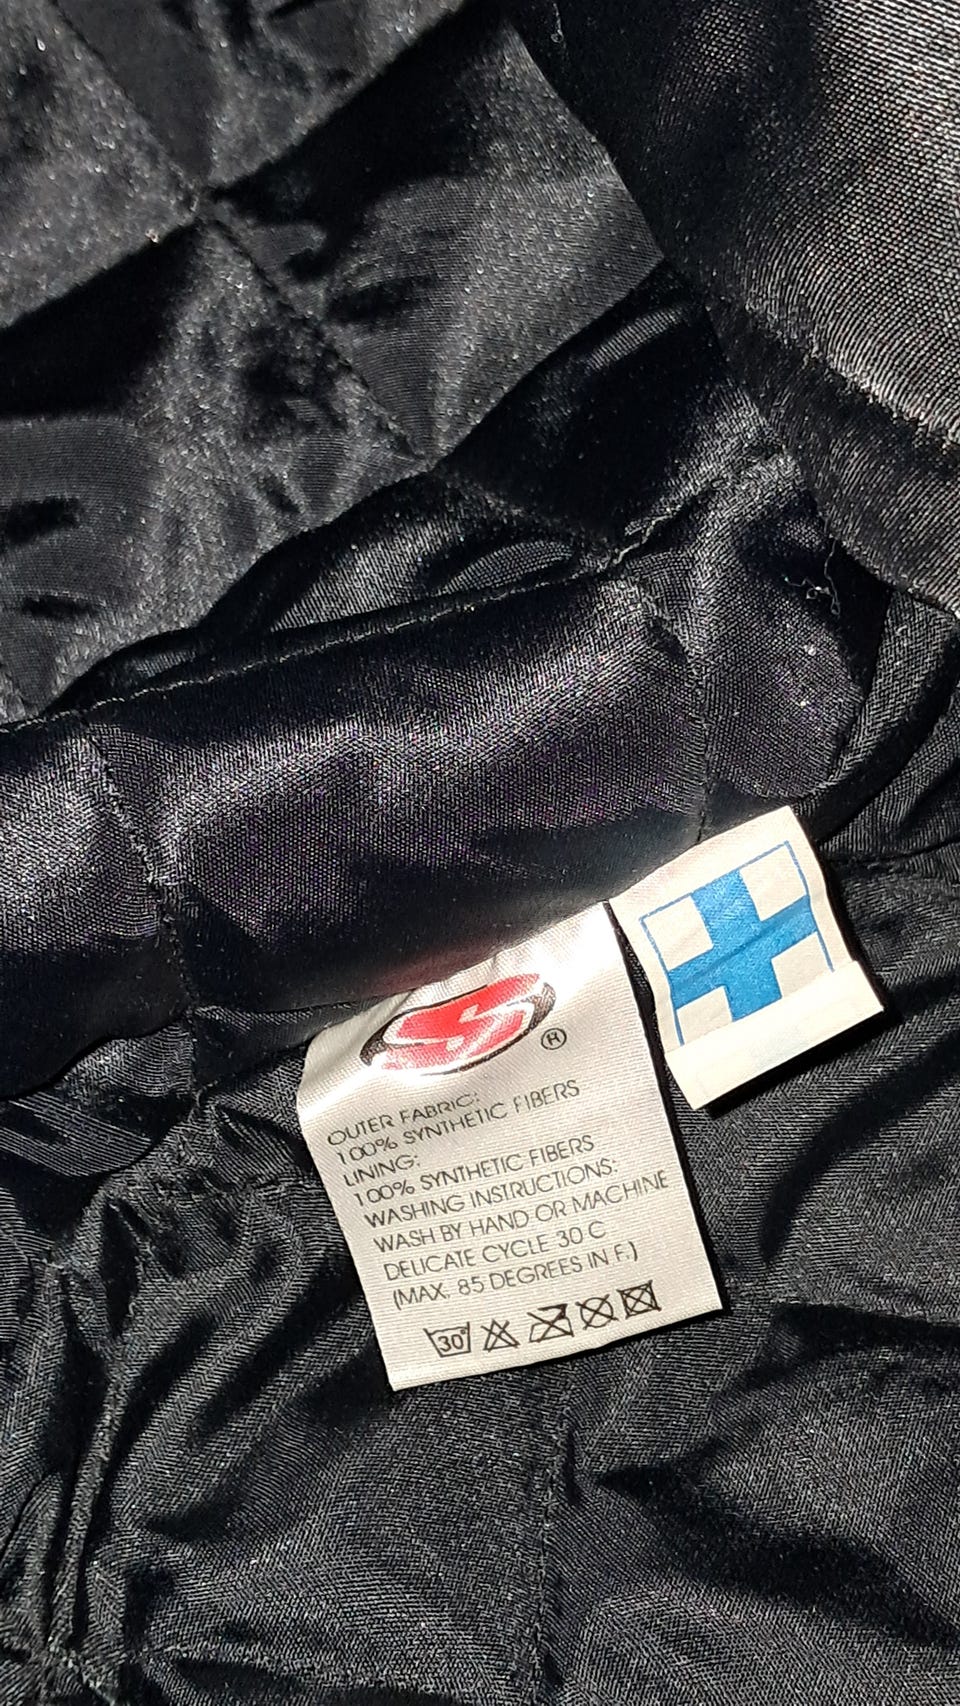 S
®
OUTER FABRIC:
100% SYNTHETIC FIBERS
LINING:
100% SYNTHETIC FIBERS
WASHING INSTRUCTIONS:
WASH BY HAND OR MACHINE
DELICATE CYCLE 30 C
(MAX. 85 DEGREES IN F.)
30°